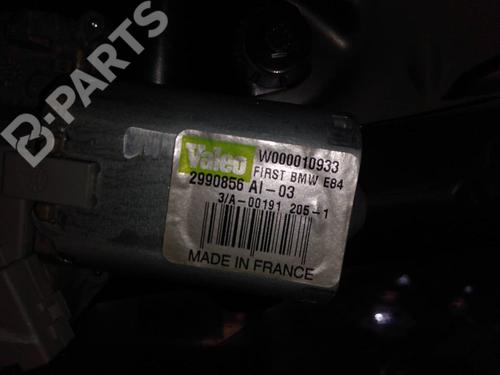 B-PARTS
Valeo
W000010933
FIRST BMW E84
2990856 AI-03
3/A-00191 205-1
MADE IN FRANCE